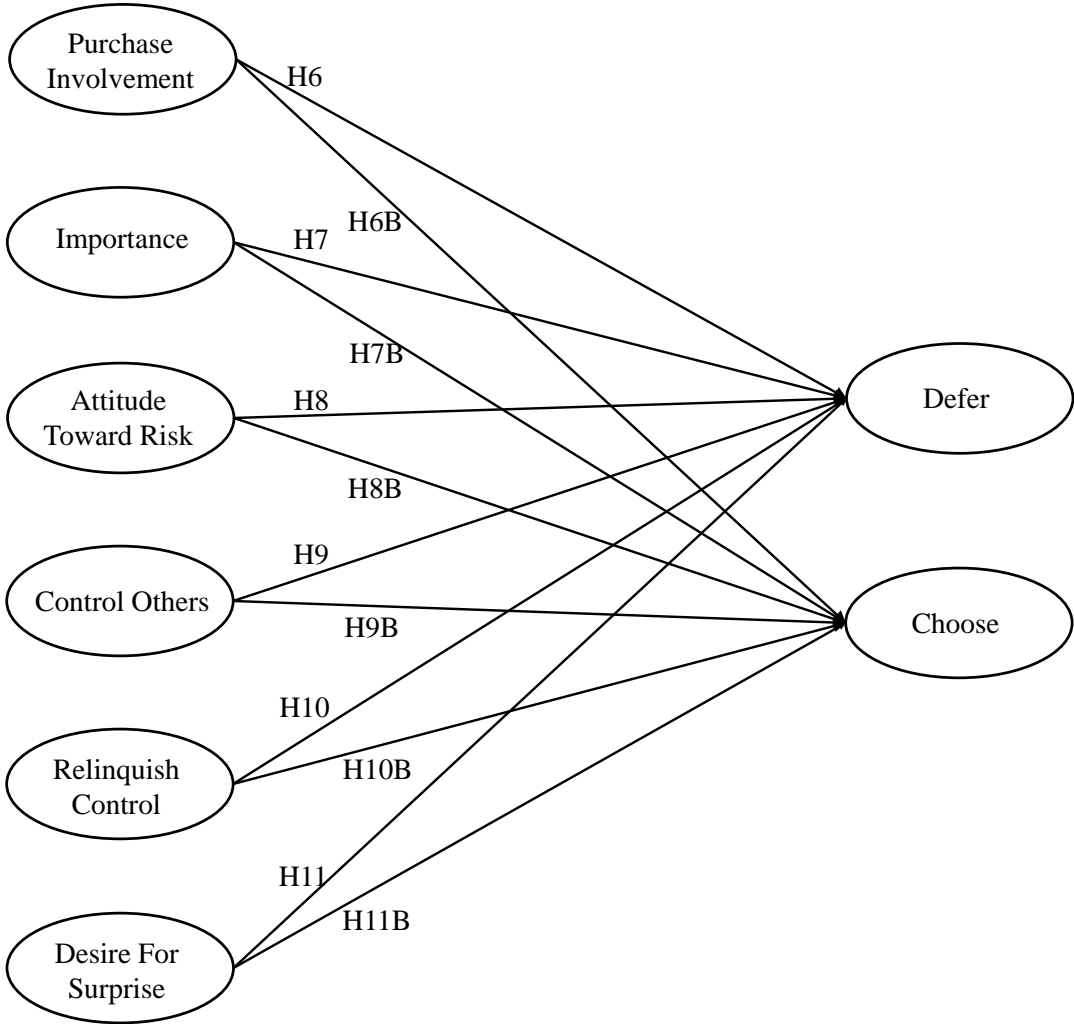 Purchase
Involvement
H6
H6B
Importance
H7
H7B
Attitude
Toward Risk
H8
H8B
Defer
Control Others
H9
H9B
Choose
Relinquish
Control
H10
H10B
Desire For
Surprise
H11
H11B